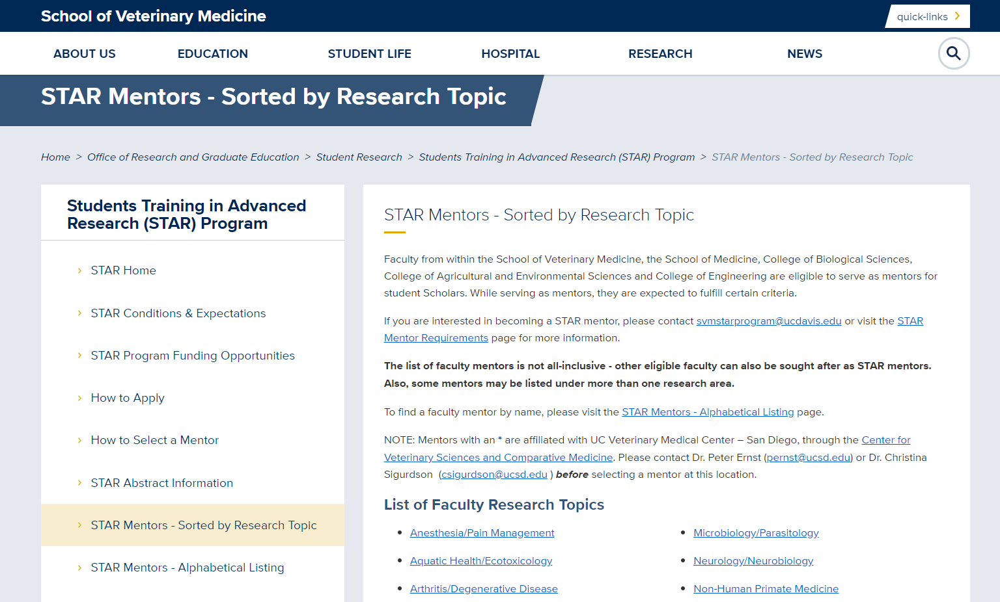 School of Veterinary Medicine
quick-links
ABOUT US
EDUCATION
STUDENT LIFE
HOSPITAL
RESEARCH
NEWS
STAR Mentors - Sorted by Research Topic
Home > Office of Research and Graduate Education > Student Research > Students Training in Advanced Research (STAR) Program > STAR Mentors - Sorted by Research Topic
Students Training in Advanced
Research (STAR) Program
STAR Home
STAR Conditions & Expectations
STAR Program Funding Opportunities
How to Apply
How to Select a Mentor
STAR Abstract Information
STAR Mentors - Sorted by Research Topic
STAR Mentors - Alphabetical Listing
STAR Mentors - Sorted by Research Topic
Faculty from within the School of Veterinary Medicine, the School of Medicine, College of Biological Sciences,
College of Agricultural and Environmental Sciences and College of Engineering are eligible to serve as mentors for
student Scholars. While serving as mentors, they are expected to fulfill certain criteria.
If you are interested in becoming a STAR mentor, please contact svmstarprogram@ucdavis.edu or visit the STAR
Mentor Requirements page for more information.
The list of faculty mentors is not all-inclusive - other eligible faculty can also be sought after as STAR mentors.
Also, some mentors may be listed under more than one research area.
To find a faculty mentor by name, please visit the STAR Mentors - Alphabetical Listing page.
NOTE: Mentors with an * are affiliated with UC Veterinary Medical Center – San Diego, through the Center for
Veterinary Sciences and Comparative Medicine. Please contact Dr. Peter Ernst (pernst@ucsd.edu) or Dr. Christina
Sigurdson (csigurdson@ucsd.edu ) before selecting a mentor at this location.
List of Faculty Research Topics
Anesthesia/Pain Management
Aquatic Health/Ecotoxicology
Arthritis/Degenerative Disease
Microbiology/Parasitology
Neurology/Neurobiology
Non-Human Primate Medicine